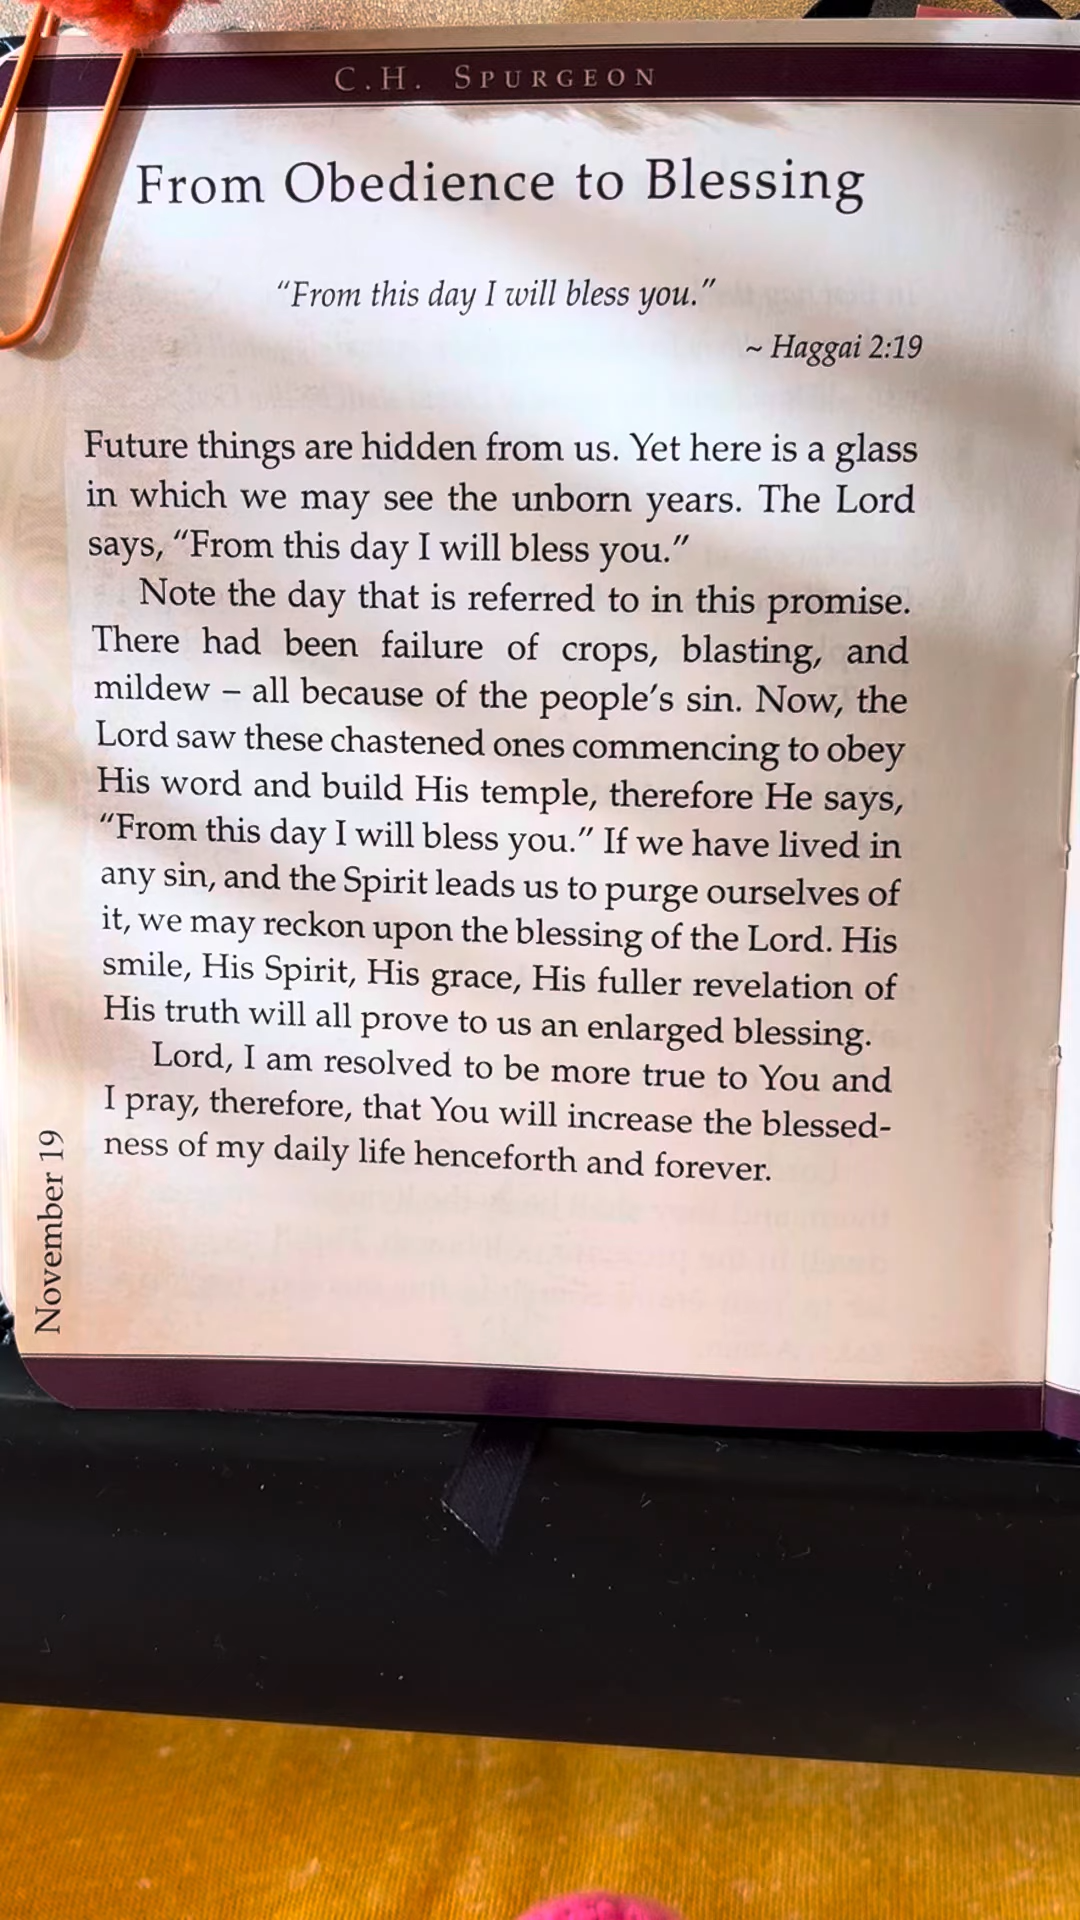 C.H. SPURGEON
From Obedience to Blessing
“From this day I will bless you.”
~ Haggai 2:19
Future things are hidden from us. Yet here is a glass
in which we may see the unborn years. The Lord
says, “From this day I will bless you.”
Note the day that is referred to in this promise.
There had been failure of crops, blasting, and
mildew – all because of the people’s sin. Now, the
Lord saw these chastened ones commencing to obey
His word and build His temple, therefore He says,
“From this day I will bless you.” If we have lived in
any sin, and the Spirit leads us to purge ourselves of
it, we may reckon upon the blessing of the Lord. His
smile, His Spirit, His grace, His fuller revelation of
His truth will all prove to us an enlarged blessing.
Lord, I am resolved to be more true to You and
I pray, therefore, that You will increase the blessed-
ness of my daily life henceforth and forever.
November 19